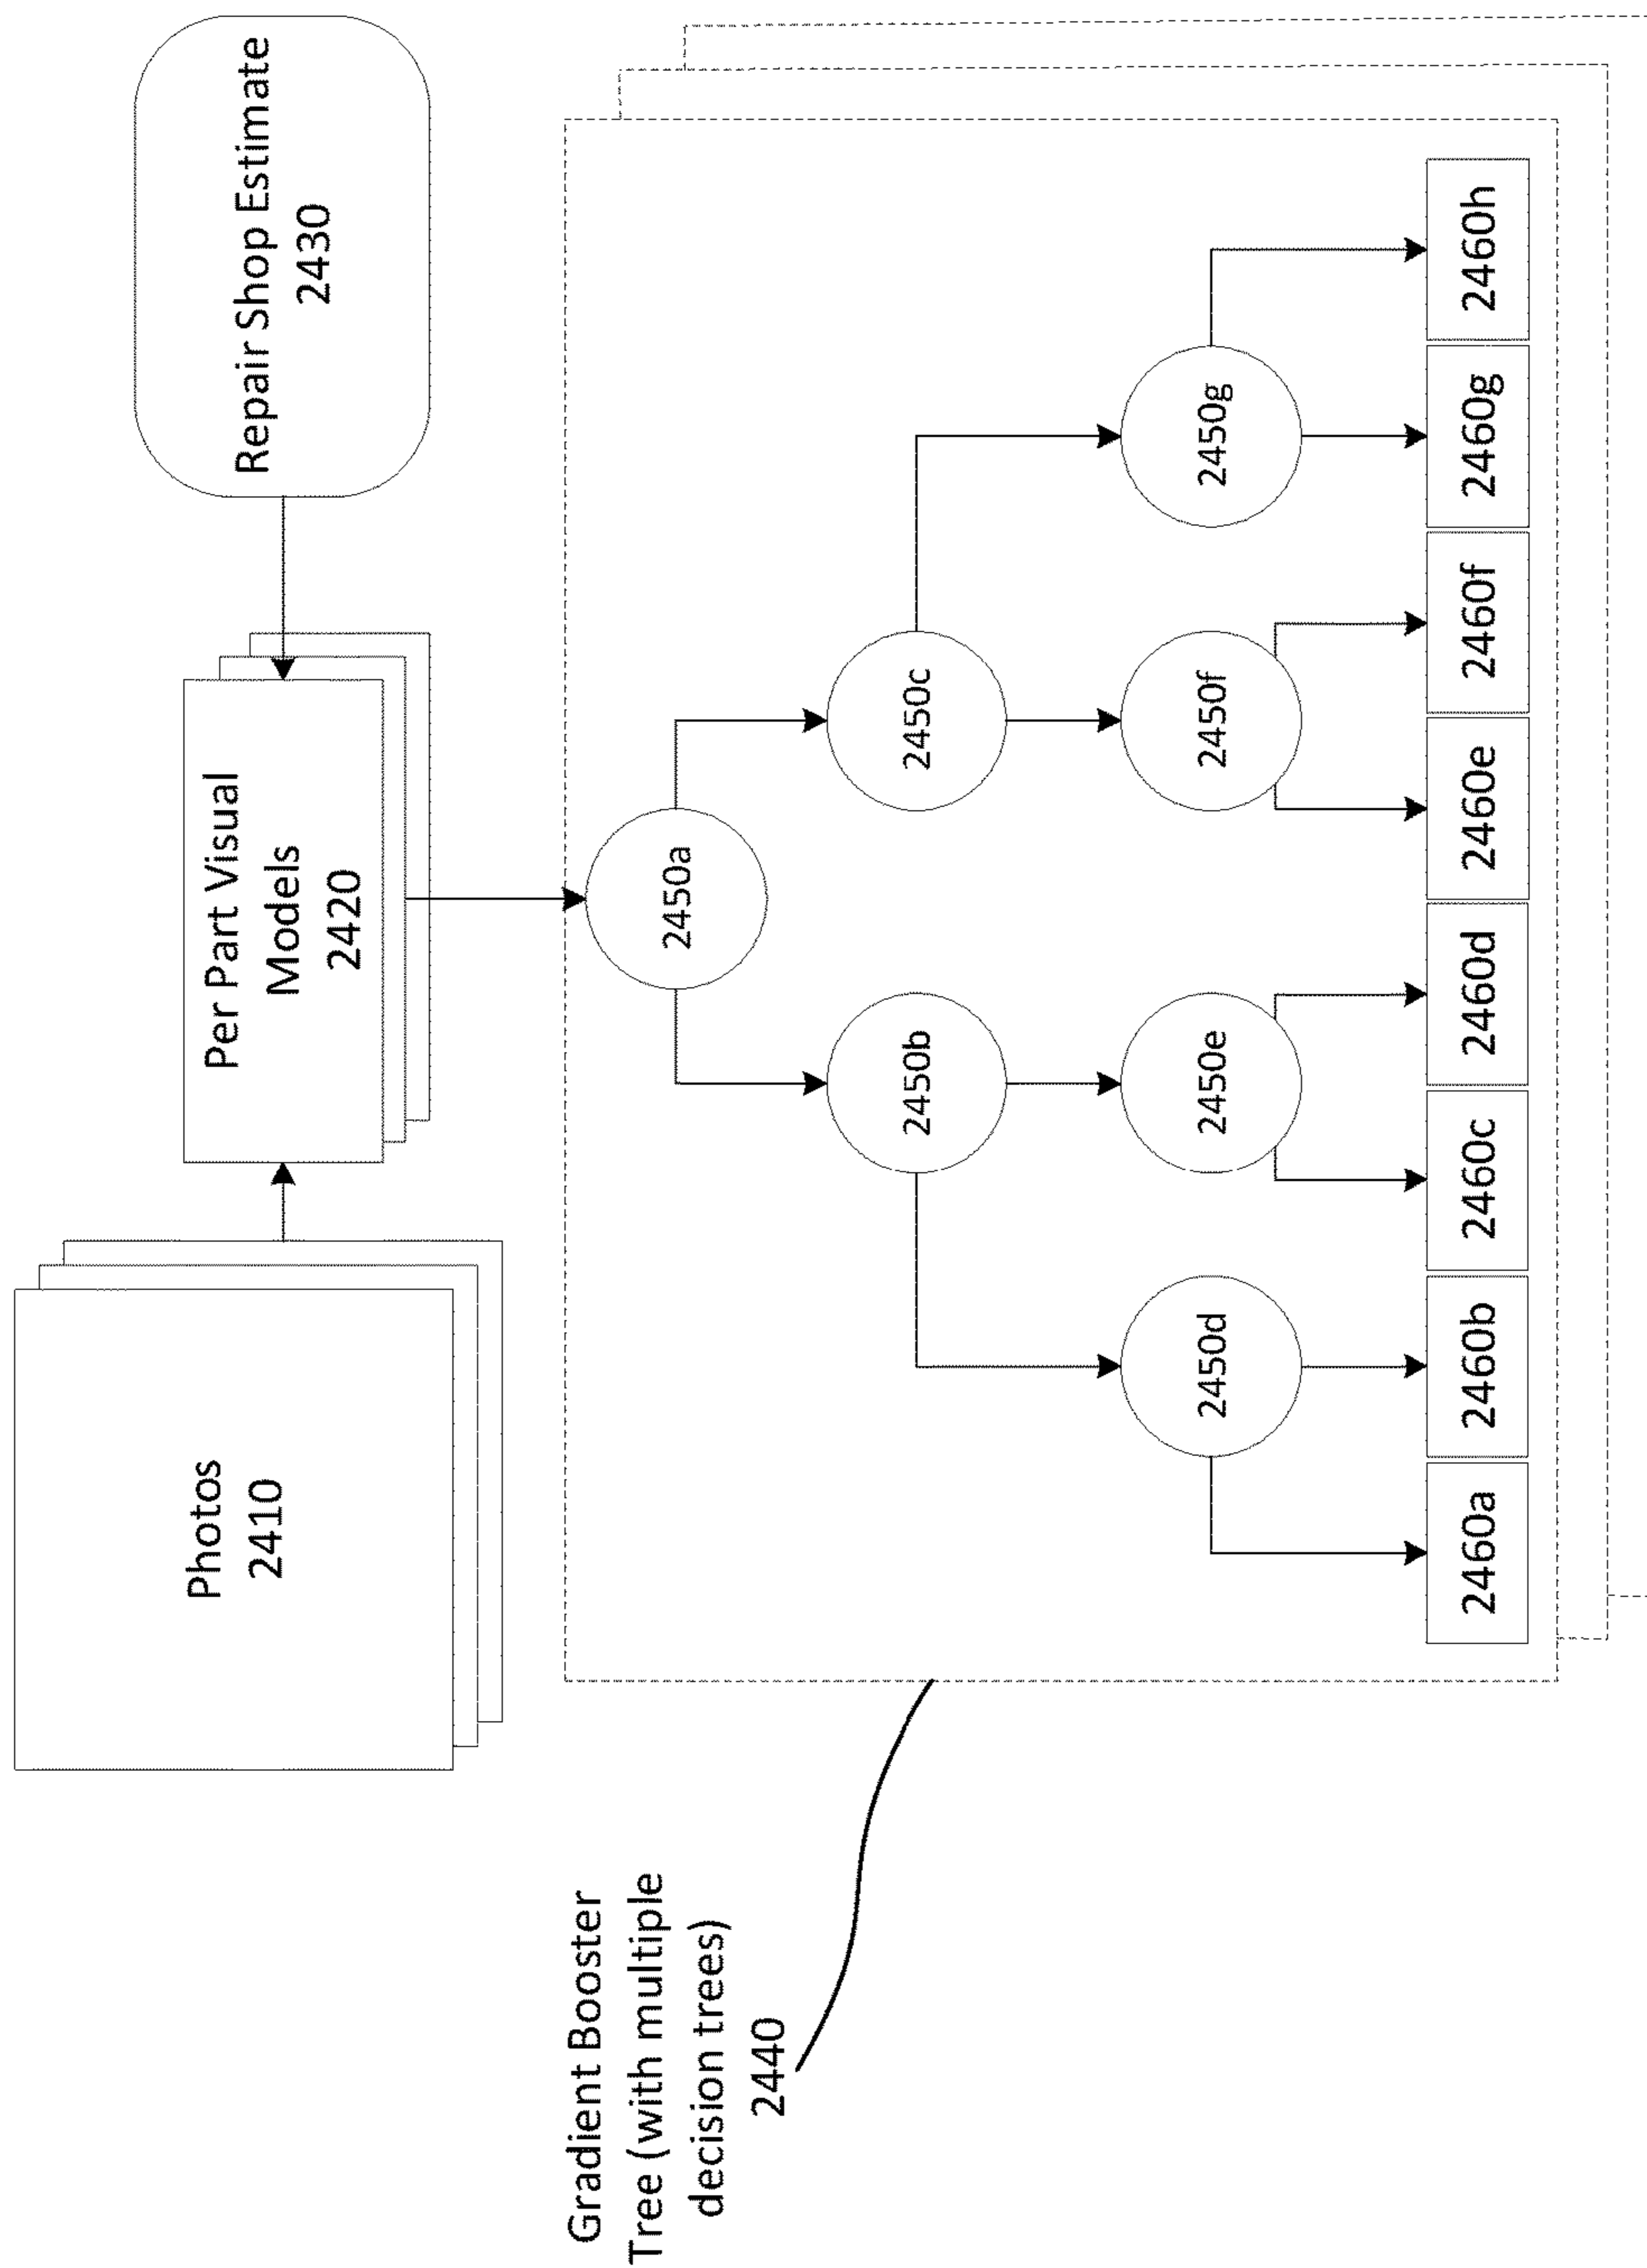 Photos
2410
Per Part Visual
Models
2420
Repair Shop Estimate
2430
Gradient Booster
Tree (with multiple
decision trees)
2440
2450a
2450b
2450c
2450d
2450e
2450f
2450g
2460a
2460b
2460c
2460d
2460e
2460f
2460g
2460h